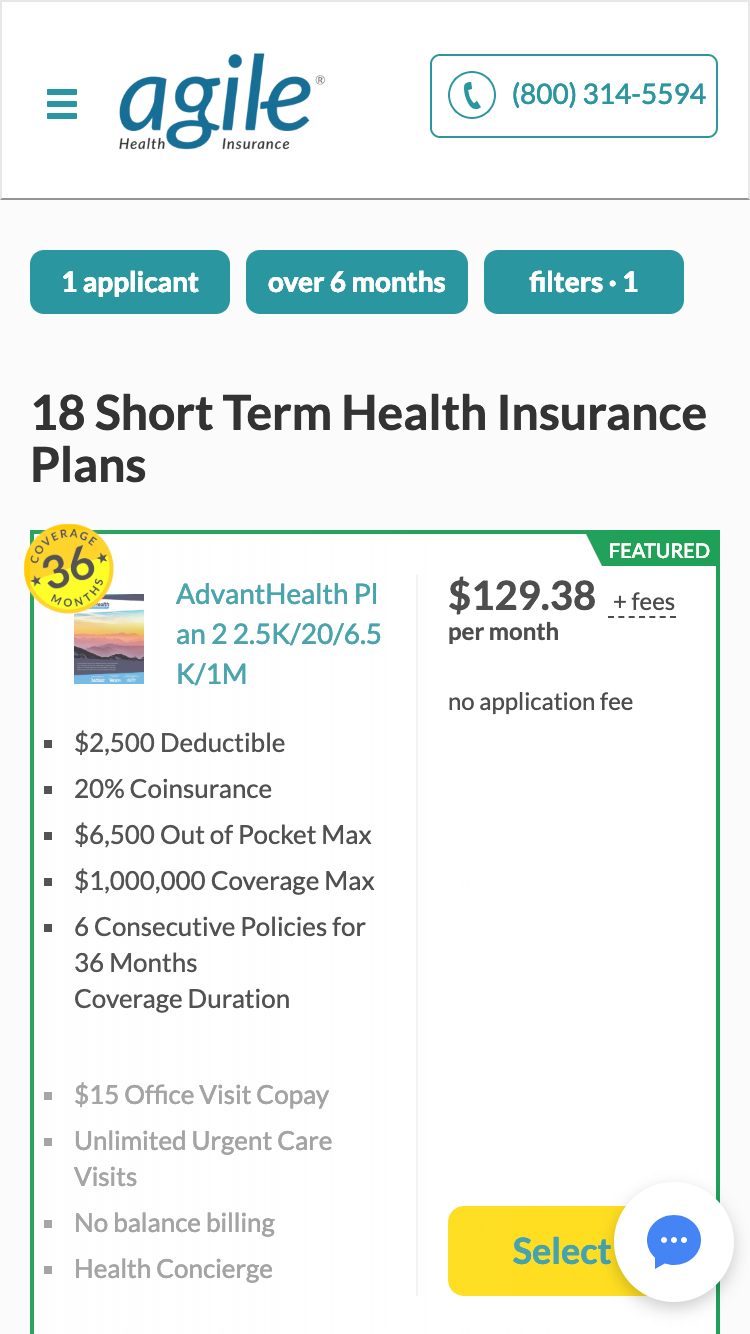 agile®
Health Insurance
(800) 314-5594
1 applicant
over 6 months
filters · 1
18 Short Term Health Insurance
Plans
COVERAGE
36
MONTHS
FEATURED
AdvantHealth Pl
an 2 2.5K/20/6.5
K/1M
$129.38 + fees
per month
no application fee
$2,500 Deductible
20% Coinsurance
$6,500 Out of Pocket Max
$1,000,000 Coverage Max
6 Consecutive Policies for
36 Months
Coverage Duration
$15 Office Visit Copay
Unlimited Urgent Care
Visits
No balance billing
Health Concierge
Select